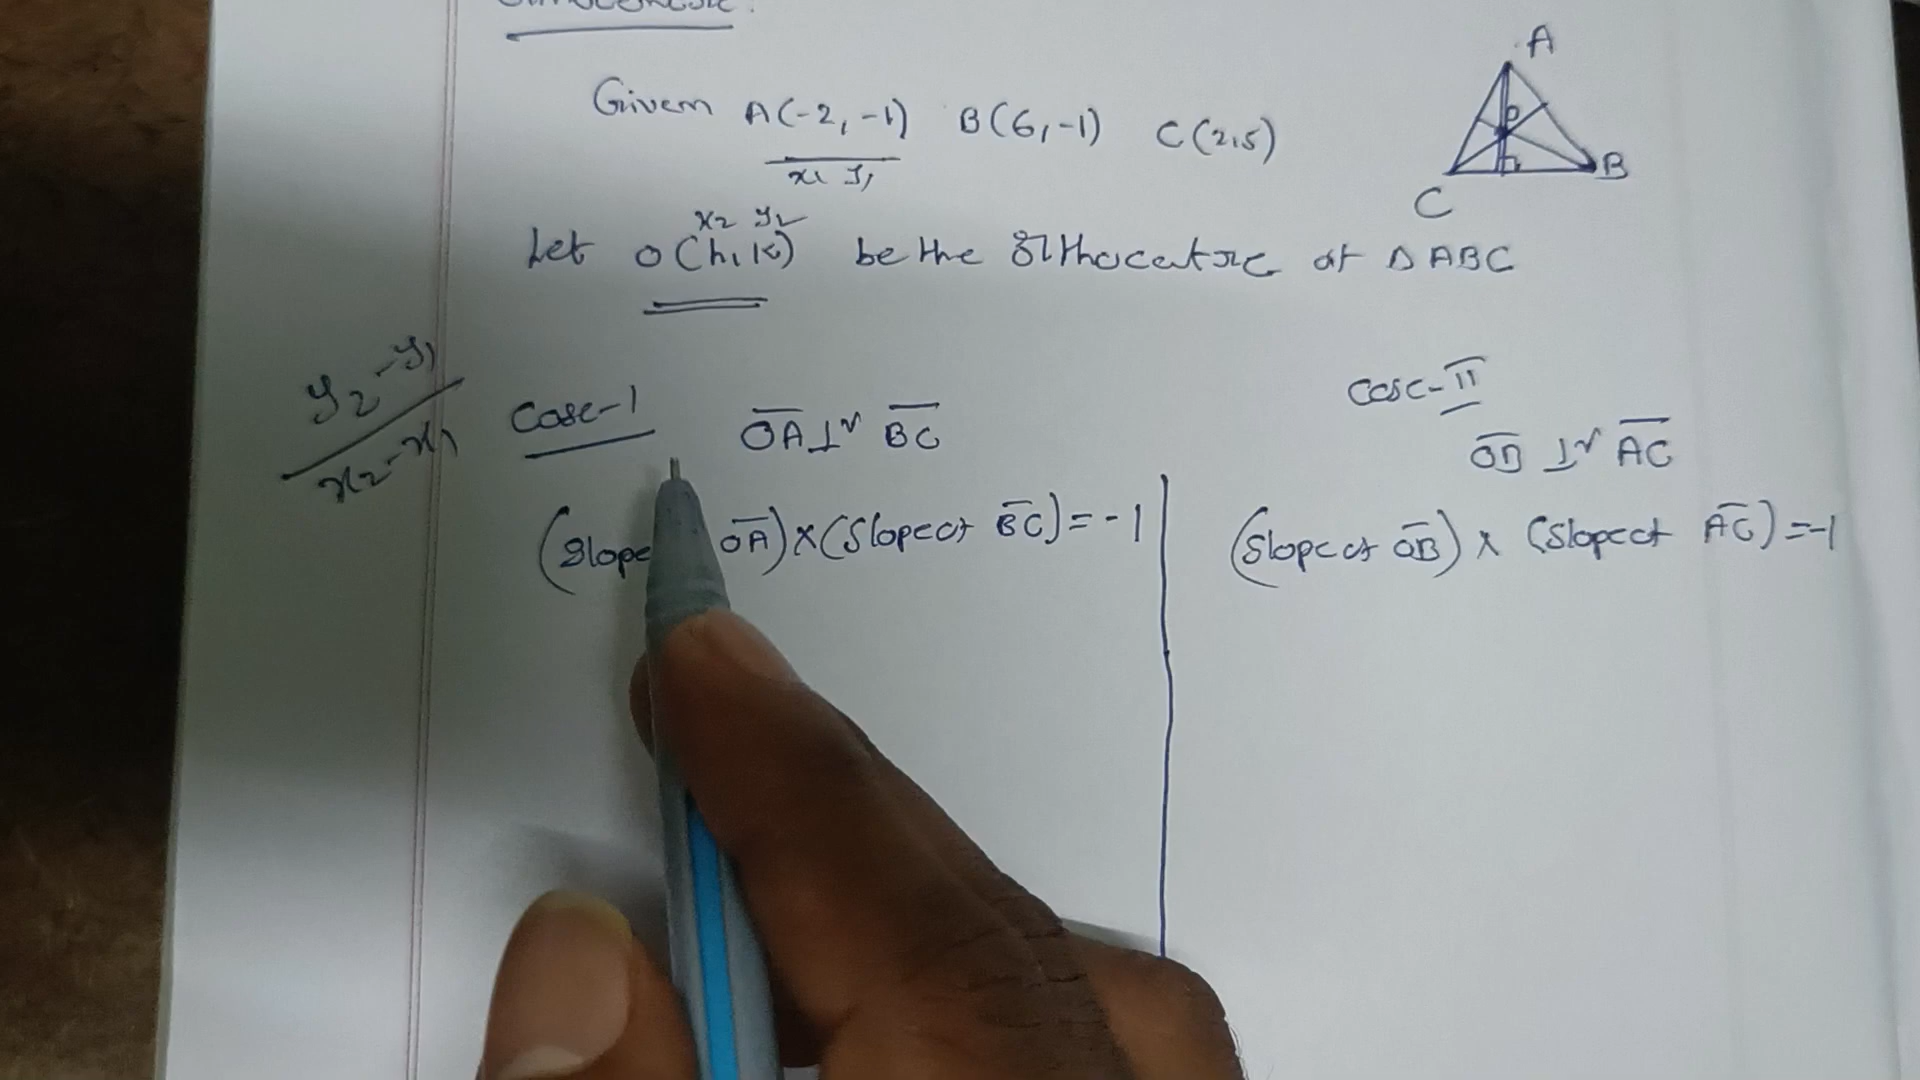 Given A(-2,-1) B(6,-1) C(2,5)
x1 y1
x2 y2
Let O(h,k) be the orthocentre of Δ ABC
y2-y1
x2-x1
Case-1 OA ⊥r BC
(Slope OA)×(Slope of BC)=-1
Case-II
OB ⊥r AC
(Slope of OB) × (Slope of AC)=-1
A
O
B
C